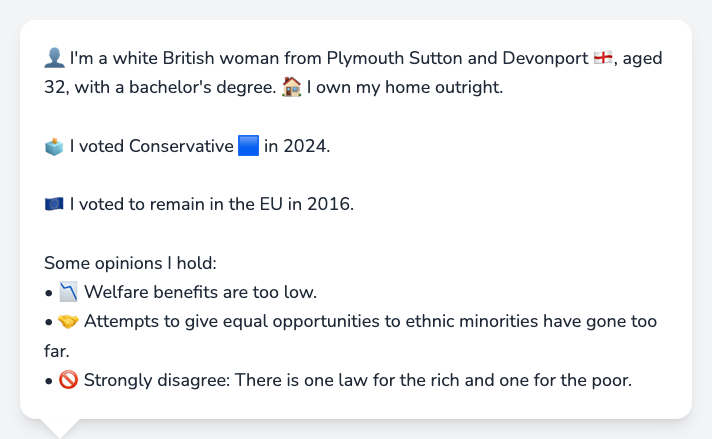 👤 I'm a white British woman from Plymouth Sutton and Devonport 🏴󠁧󠁢󠁥󠁮󠁧󠁿, aged
32, with a bachelor's degree. 🏠 I own my home outright.
🗳️ I voted Conservative 🟦 in 2024.
🇪🇺 I voted to remain in the EU in 2016.
Some opinions I hold:
• 📉 Welfare benefits are too low.
• 🤝 Attempts to give equal opportunities to ethnic minorities have gone too
far.
• 🚫 Strongly disagree: There is one law for the rich and one for the poor.